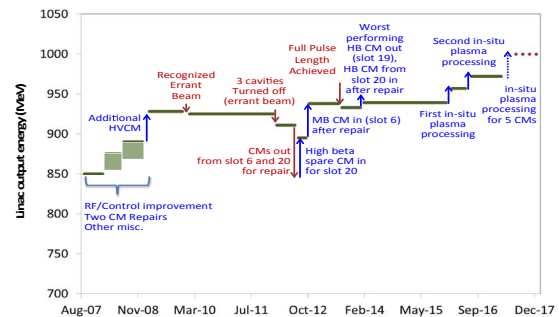 Linac output energy (MeV)
1050
1000
950
900
850
800
750
700
Aug-07
Nov-08
Mar-10
Jul-11
Oct-12
Feb-14
May-15
Sep-16
Dec-17
RF/Control improvement
Two CM Repairs
Other misc.
Additional
HVCM
Recognized
Errant
Beam
3 cavities
Turned off
(errant beam)
CMs out
from slot 6 and 20
for repair
High beta
spare CM in
for slot 20
MB CM in (slot 6)
after repair
Full Pulse
Length
Achieved
Worst
performing
HB CM out
(slot 19),
HB CM from
slot 20 in
after repair
First in-situ
plasma
processing
Second in-situ
plasma
processing
in-situ
plasma
processing
for 5 CMs